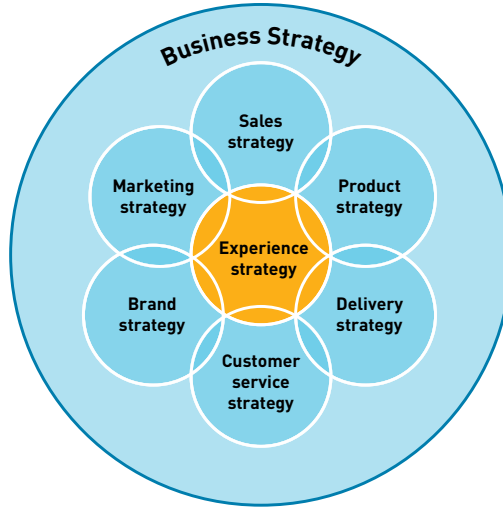 Business Strategy
Sales
strategy
Marketing
strategy
Product
strategy
Experience
strategy
Brand
strategy
Delivery
strategy
Customer
service
strategy